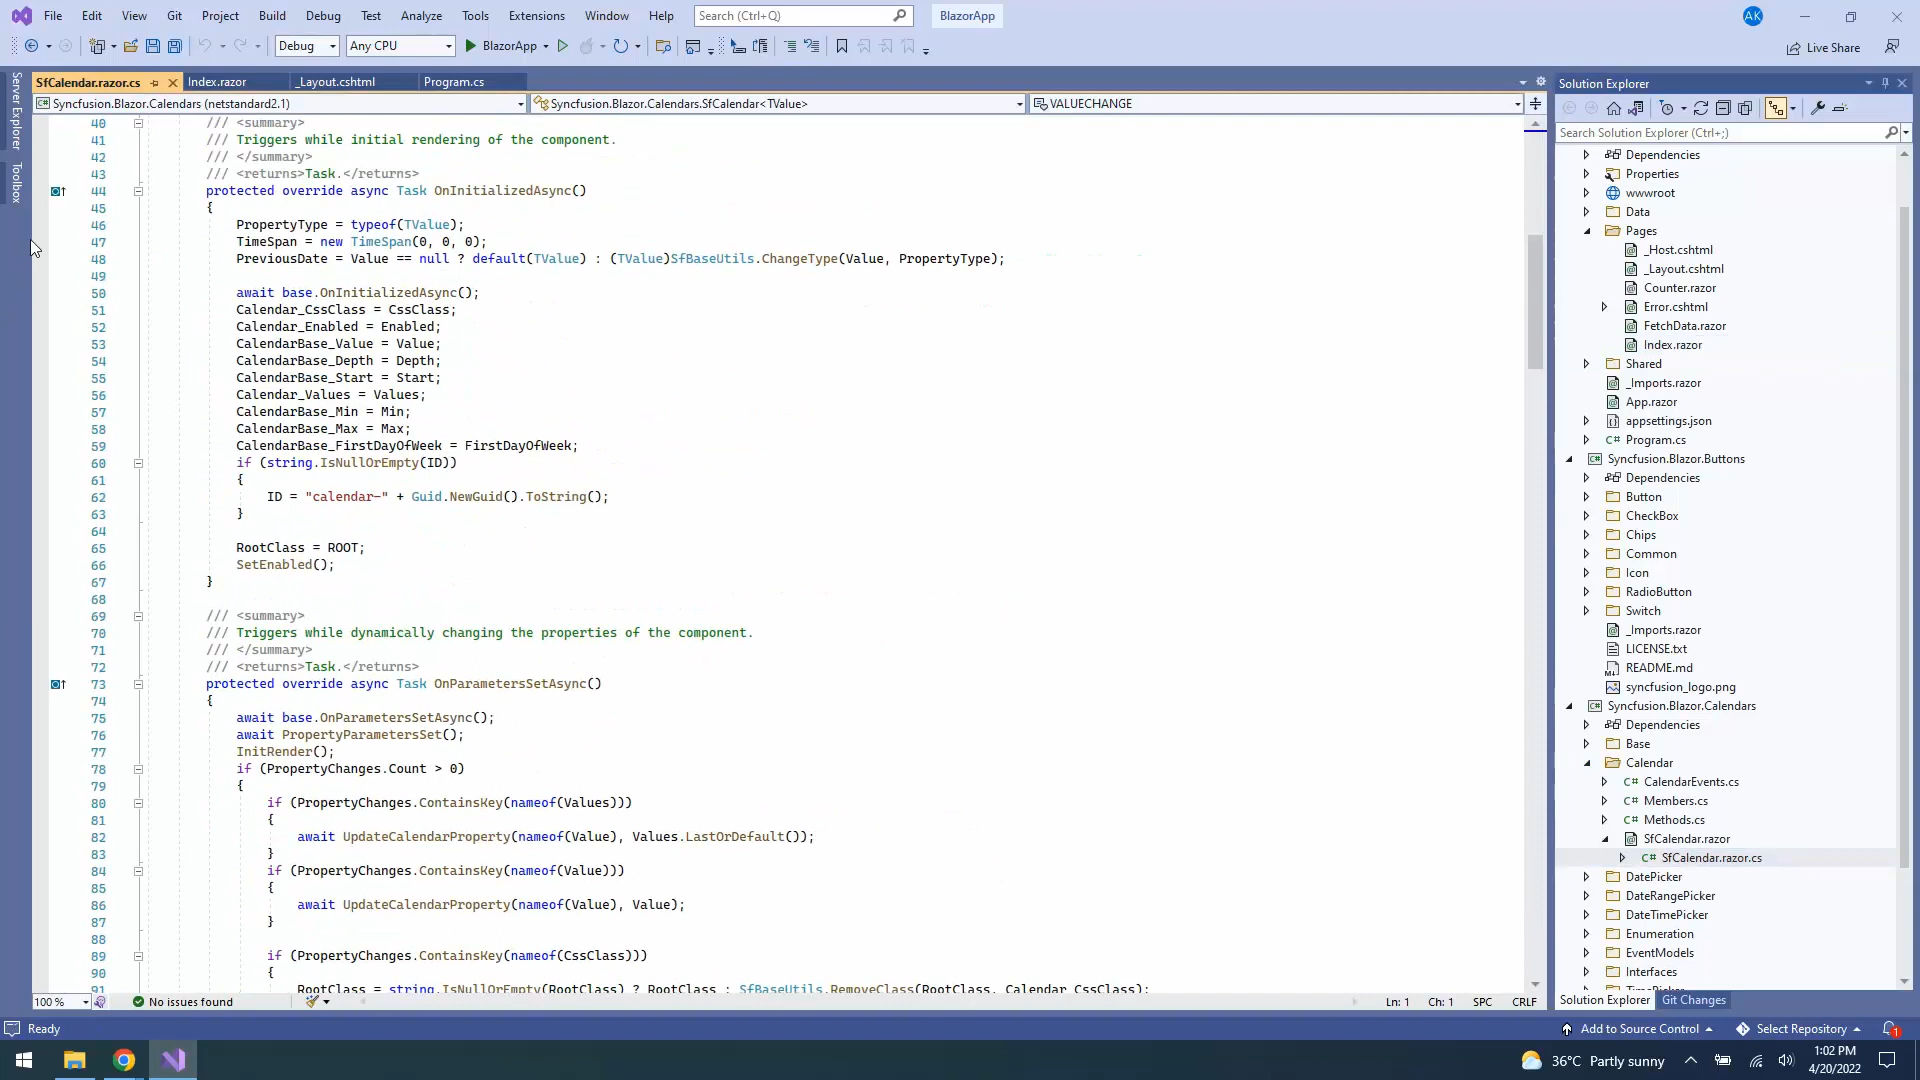 File Edit View Git Project Build Debug Test Analyze Tools Extensions Window Help Search (Ctrl+Q) BlazorApp AK
Debug Any CPU BlazorApp Live Share
Server Explorer
Toolbox
SfCalendar.razor.cs Index.razor _Layout.cshtml Program.cs
Syncfusion.Blazor.Calendars (netstandard2.1) Syncfusion.Blazor.Calendars.SfCalendar<TValue> VALUECHANGE
40 /// <summary>
41 /// Triggers while initial rendering of the component.
42 /// </summary>
43 /// <returns>Task.</returns>
44 protected override async Task OnInitializedAsync()
45 {
46 PropertyType = typeof(TValue);
47 TimeSpan = new TimeSpan(0, 0, 0);
48 PreviousDate = Value == null ? default(TValue) : (TValue)SfBaseUtils.ChangeType(Value, PropertyType);
49
50 await base.OnInitializedAsync();
51 Calendar_CssClass = CssClass;
52 Calendar_Enabled = Enabled;
53 CalendarBase_Value = Value;
54 CalendarBase_Depth = Depth;
55 CalendarBase_Start = Start;
56 Calendar_Values = Values;
57 CalendarBase_Min = Min;
58 CalendarBase_Max = Max;
59 CalendarBase_FirstDayOfWeek = FirstDayOfWeek;
60 if (string.IsNullOrEmpty(ID))
61 {
62 ID = "calendar-" + Guid.NewGuid().ToString();
63 }
64
65 RootClass = ROOT;
66 SetEnabled();
67 }
68
69 /// <summary>
70 /// Triggers while dynamically changing the properties of the component.
71 /// </summary>
72 /// <returns>Task.</returns>
73 protected override async Task OnParametersSetAsync()
74 {
75 await base.OnParametersSetAsync();
76 await PropertyParametersSet();
77 InitRender();
78 if (PropertyChanges.Count > 0)
79 {
80 if (PropertyChanges.ContainsKey(nameof(Values)))
81 {
82 await UpdateCalendarProperty(nameof(Value), Values.LastOrDefault());
83 }
84 if (PropertyChanges.ContainsKey(nameof(Value)))
85 {
86 await UpdateCalendarProperty(nameof(Value), Value);
87 }
88
89 if (PropertyChanges.ContainsKey(nameof(CssClass)))
90 {
91 RootClass = string.IsNullOrEmpty(RootClass) ? RootClass : SfBaseUtils.RemoveClass(RootClass, Calendar_CssClass);
100 % No issues found Ln: 1 Ch: 1 SPC CRLF
Solution Explorer
Search Solution Explorer (Ctrl+;)
Dependencies
Properties
wwwroot
Data
Pages
_Host.cshtml
_Layout.cshtml
Counter.razor
Error.cshtml
FetchData.razor
Index.razor
Shared
_Imports.razor
App.razor
appsettings.json
C# Program.cs
C# Syncfusion.Blazor.Buttons
Dependencies
Button
CheckBox
Chips
Common
Icon
RadioButton
Switch
_Imports.razor
LICENSE.txt
README.md
syncfusion_logo.png
C# Syncfusion.Blazor.Calendars
Dependencies
Base
Calendar
C# CalendarEvents.cs
C# Members.cs
C# Methods.cs
SfCalendar.razor
C# SfCalendar.razor.cs
DatePicker
DateRangePicker
DateTimePicker
Enumeration
EventModels
Interfaces
TimePicker
Solution Explorer Git Changes
Ready Add to Source Control Select Repository 1
36°C Partly sunny 1:02 PM
4/20/2022